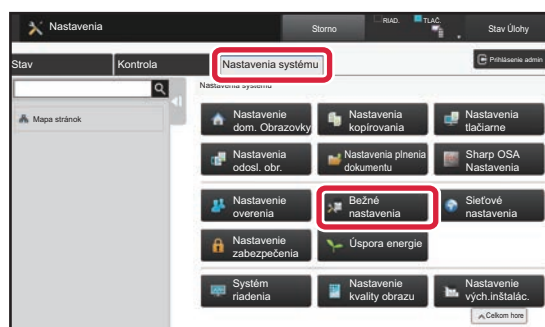 Nastavenia
Storno
RIAD.
TLAČ.
Stav Úlohy
Stav
Kontrola
Nastavenia systému
Prihlásenie admin
Nastavenia systému
Mapa stránok
Nastavenie
dom. Obrazovky
Nastavenia
kopírovania
Nastavenia
tlačiarne
Nastavenia
odosl. obr.
Nastavenia plnenia
dokumentu
Sharp OSA
Nastavenia
Nastavenie
overenia
Bežné
nastavenia
Sieťové
nastavenia
Nastavenie
zabezpečenia
Úspora energie
Systém
riadenia
Nastavenie
kvality obrazu
Nastavenie
vých.inštalác.
Celkom hore